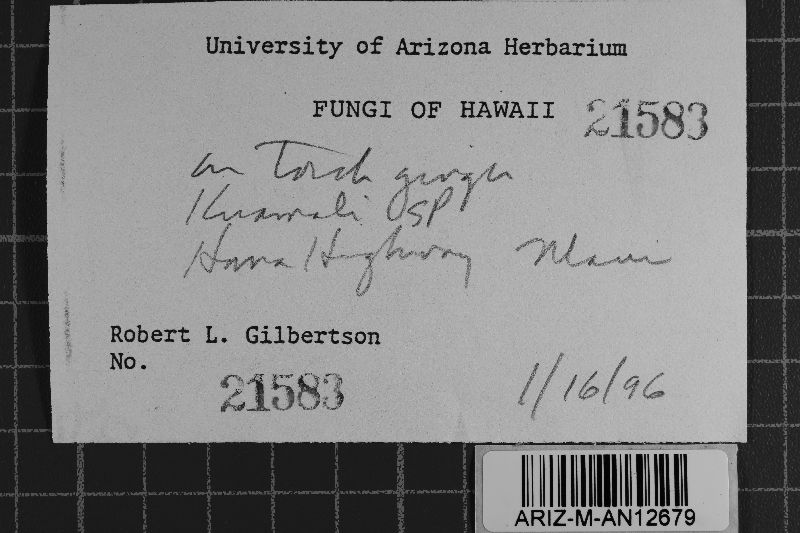 University of Arizona Herbarium
FUNGI OF HAWAII 21583
on Torch ginger
SP
Hana Highway Maui
Robert L. Gilbertson
No.
21583
1/16/96
ARIZ-M-AN12679